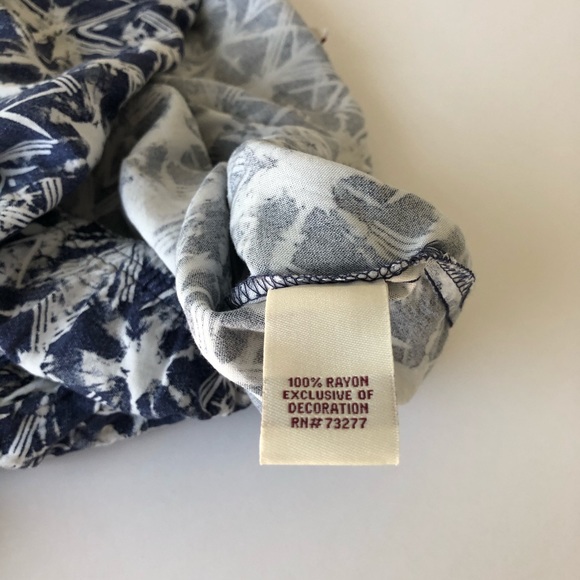 100% RAYON
EXCLUSIVE OF
DECORATION
RN# 73277